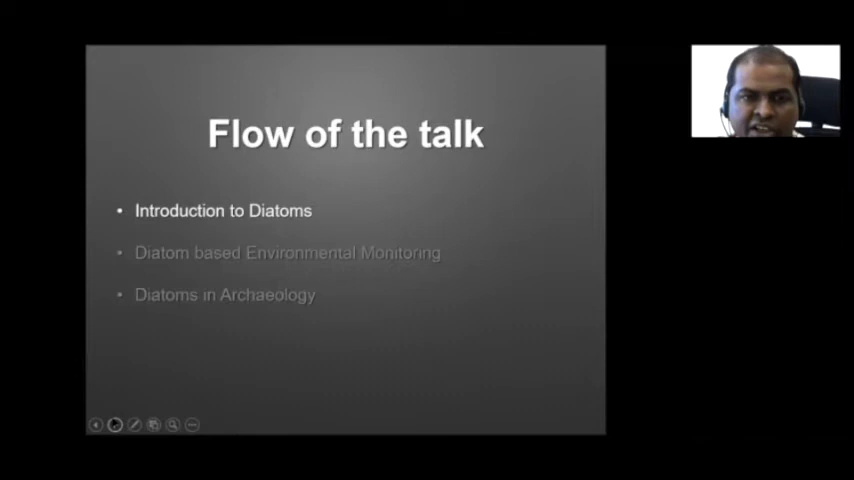 Flow of the talk
• Introduction to Diatoms
• Diatom based Environmental Monitoring
• Diatoms in Archaeology